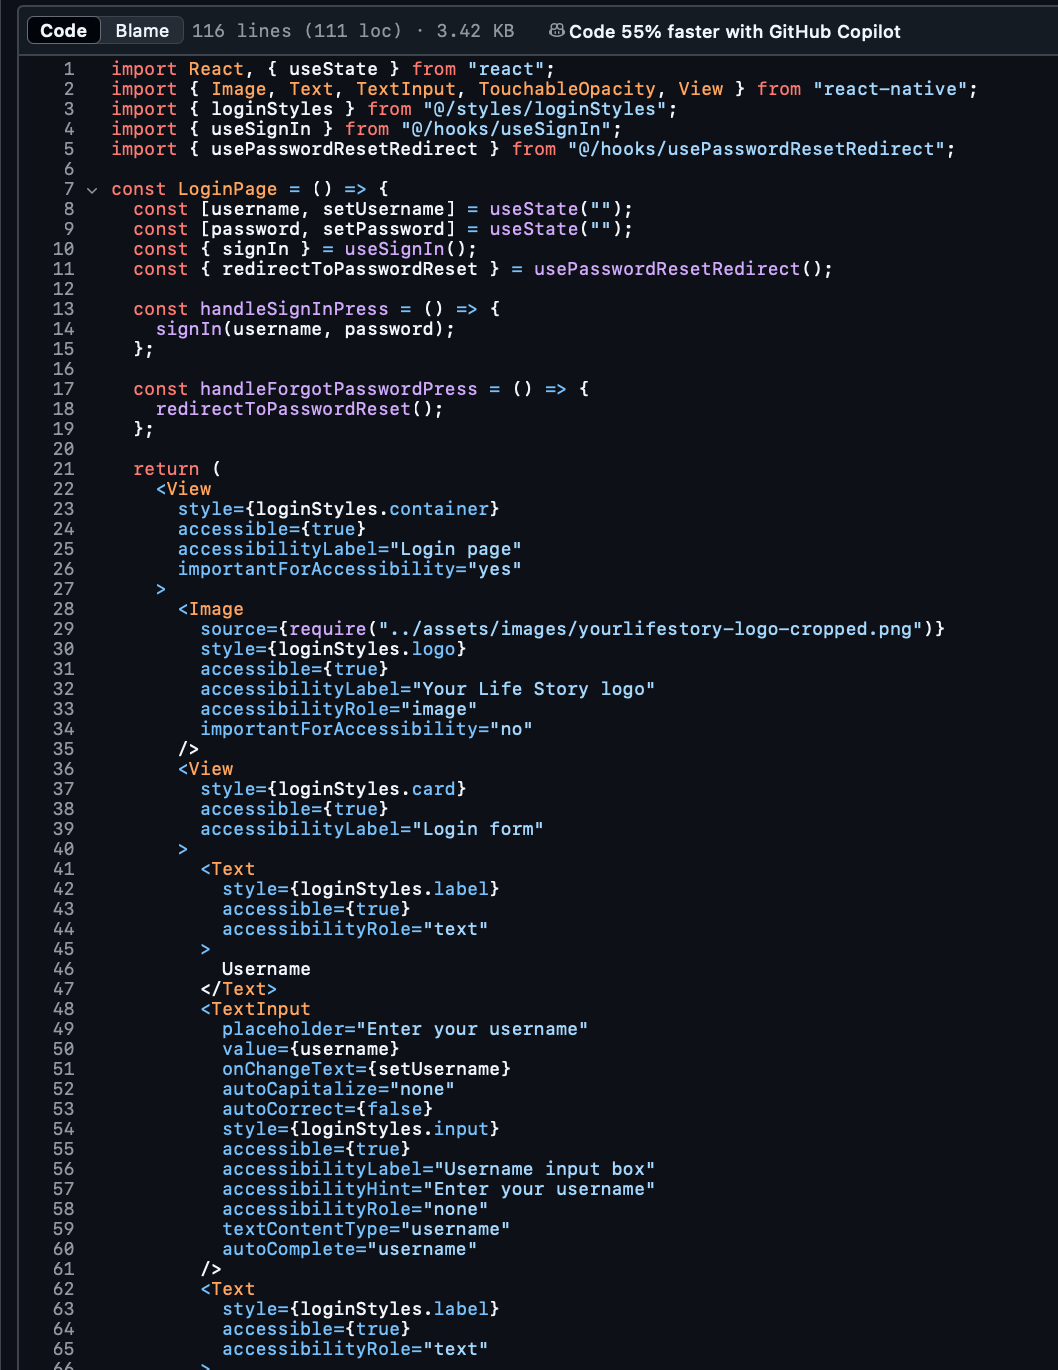 Code Blame 116 lines (111 loc) · 3.42 KB Code 55% faster with GitHub Copilot
1 import React, { useState } from "react";
2 import { Image, Text, TextInput, TouchableOpacity, View } from "react-native";
3 import { loginStyles } from "@/styles/loginStyles";
4 import { useSignIn } from "@/hooks/useSignIn";
5 import { usePasswordResetRedirect } from "@/hooks/usePasswordResetRedirect";
6
7 const LoginPage = () => {
8 const [username, setUsername] = useState("");
9 const [password, setPassword] = useState("");
10 const { signIn } = useSignIn();
11 const { redirectToPasswordReset } = usePasswordResetRedirect();
12
13 const handleSignInPress = () => {
14 signIn(username, password);
15 };
16
17 const handleForgotPasswordPress = () => {
18 redirectToPasswordReset();
19 };
20
21 return (
22 <View
23 style={loginStyles.container}
24 accessible={true}
25 accessibilityLabel="Login page"
26 importantForAccessibility="yes"
27 >
28 <Image
29 source={require("../assets/images/yourlifestory-logo-cropped.png")}
30 style={loginStyles.logo}
31 accessible={true}
32 accessibilityLabel="Your Life Story logo"
33 accessibilityRole="image"
34 importantForAccessibility="no"
35 />
36 <View
37 style={loginStyles.card}
38 accessible={true}
39 accessibilityLabel="Login form"
40 >
41 <Text
42 style={loginStyles.label}
43 accessible={true}
44 accessibilityRole="text"
45 >
46 Username
47 </Text>
48 <TextInput
49 placeholder="Enter your username"
50 value={username}
51 onChangeText={setUsername}
52 autoCapitalize="none"
53 autoCorrect={false}
54 style={loginStyles.input}
55 accessible={true}
56 accessibilityLabel="Username input box"
57 accessibilityHint="Enter your username"
58 accessibilityRole="none"
59 textContentType="username"
60 autoComplete="username"
61 />
62 <Text
63 style={loginStyles.label}
64 accessible={true}
65 accessibilityRole="text"
66 >